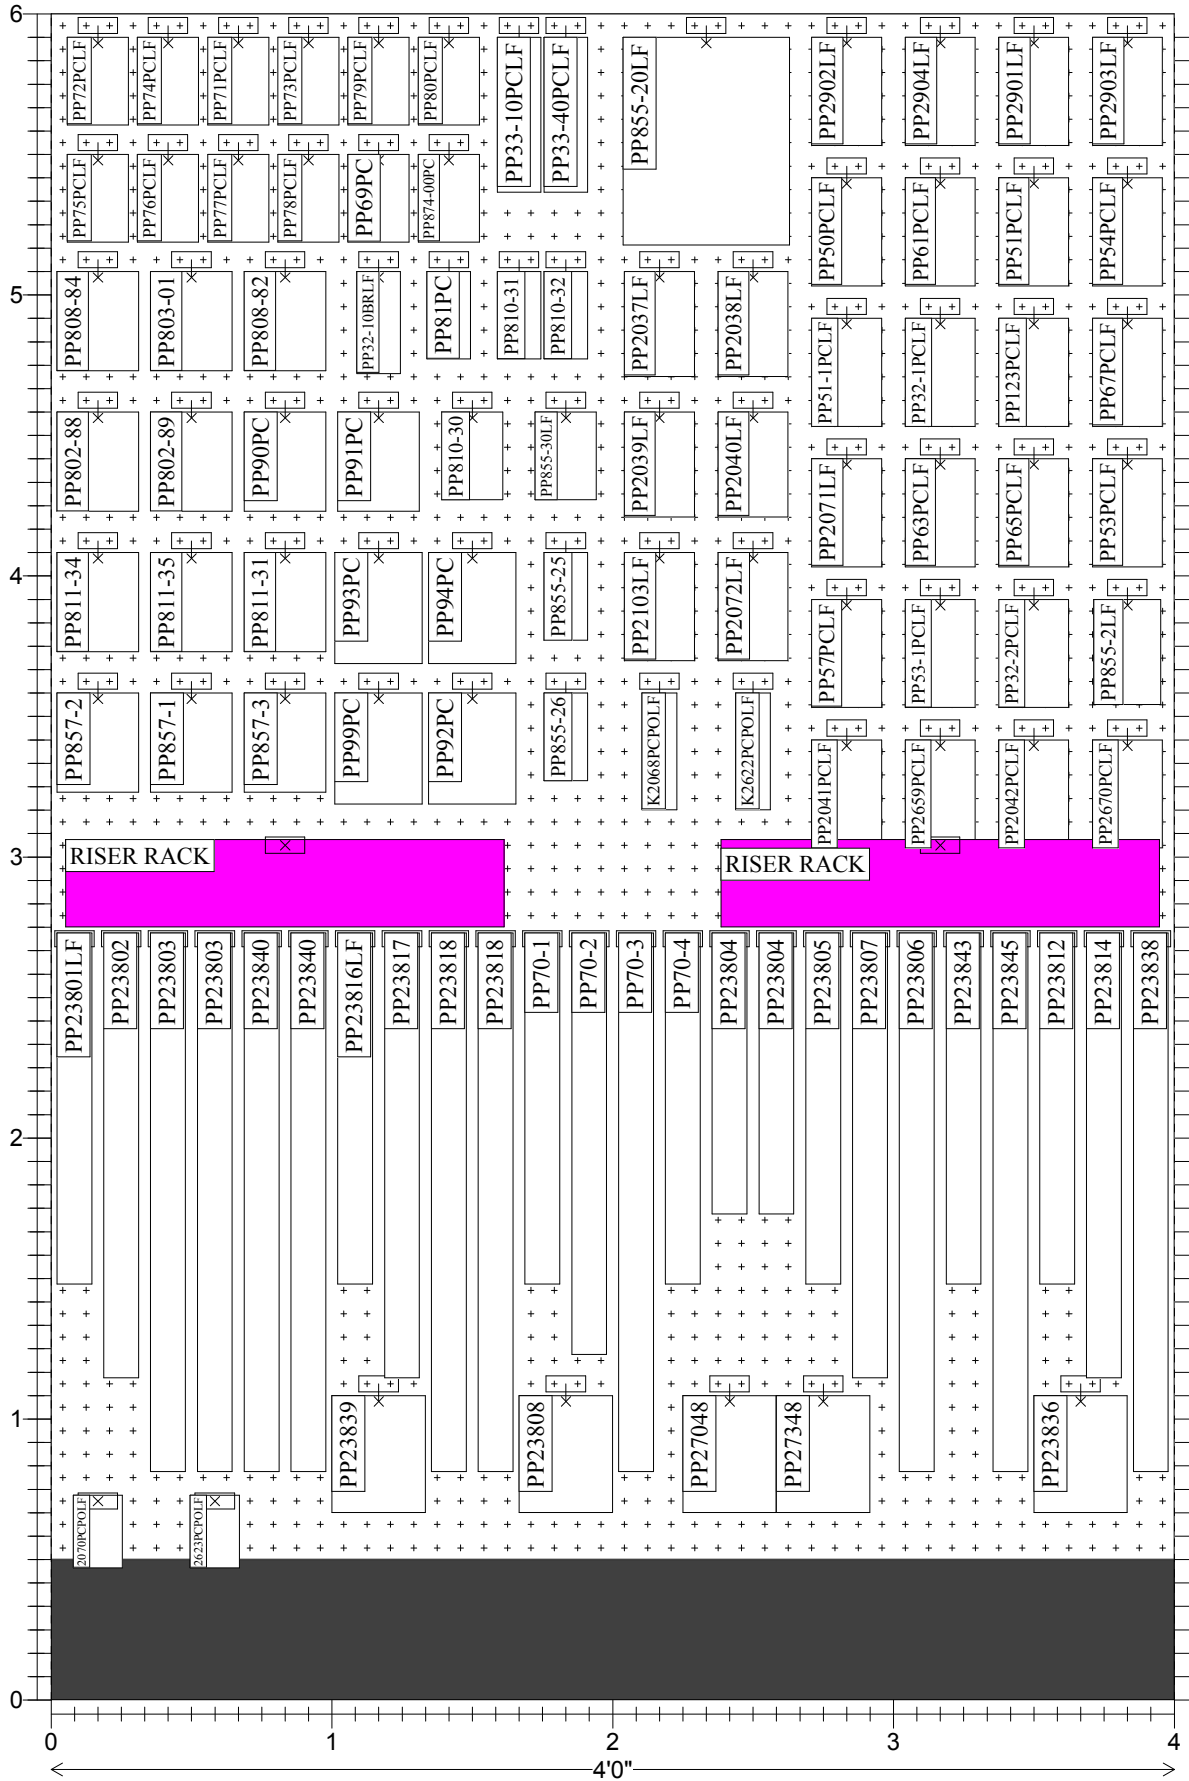 6
PP72PCLF
PP74PCLF
PP71PCLF
PP73PCLF
PP79PCLF
PP80PCLF
PP33-10PCLF
PP33-40PCLF
PP855-20LF
PP2902LF
PP2904LF
PP2901LF
PP2903LF
PP75PCLF
PP76PCLF
PP77PCLF
PP78PCLF
PP69PC
PP874-00PC
PP50PCLF
PP61PCLF
PP51PCLF
PP54PCLF
5
PP808-84
PP803-01
PP808-82
PP32-10BRLF
PP81PC
PP810-31
PP810-32
PP2037LF
PP2038LF
PP51-1PCLF
PP32-1PCLF
PP123PCLF
PP67PCLF
PP802-88
PP802-89
PP90PC
PP91PC
PP810-30
PP855-30LF
PP2039LF
PP2040LF
PP2071LF
PP63PCLF
PP65PCLF
PP53PCLF
4
PP811-34
PP811-35
PP811-31
PP93PC
PP94PC
PP855-25
PP2103LF
PP2072LF
PP57PCLF
PP53-1PCLF
PP32-2PCLF
PP855-2LF
PP857-2
PP857-1
PP857-3
PP99PC
PP92PC
PP855-26
K2068PCPOLF
K2622PCPOLF
PP2041PCLF
PP2659PCLF
PP2042PCLF
PP2670PCLF
3
RISER RACK
RISER RACK
PP23801LF
PP23802
PP23803
PP23803
PP23840
PP23840
PP23816LF
PP23817
PP23818
PP23818
PP70-1
PP70-2
PP70-3
PP70-4
PP23804
PP23804
PP23805
PP23807
PP23806
PP23843
PP23845
PP23812
PP23814
PP23838
2
1
PP23839
PP23808
PP27048
PP27348
PP23836
2070PCPOLF
2623PCPOLF
0
0
1
2
3
4
4'0"